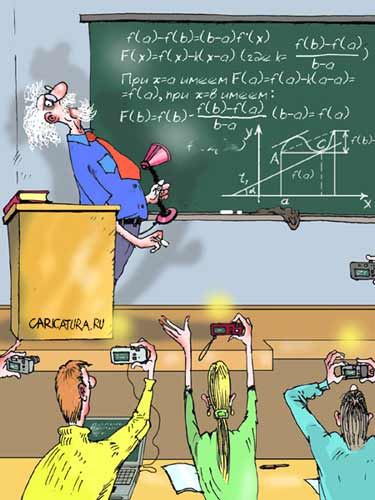 f(a)-f(b)=(b-a)f'(x)
F(x)=f(x)-k(x-a) (где k= f(b)-f(a)/b-a)
При x=a имеем F(a)=f(a)-k(a-a)=
=f(a), при x=b имеем:
F(b)=f(b)- f(b)-f(a)/b-a (b-a)=f(a)
y
A
C
f(b)-
f(a)
α
a
x
CARICATURA.RU